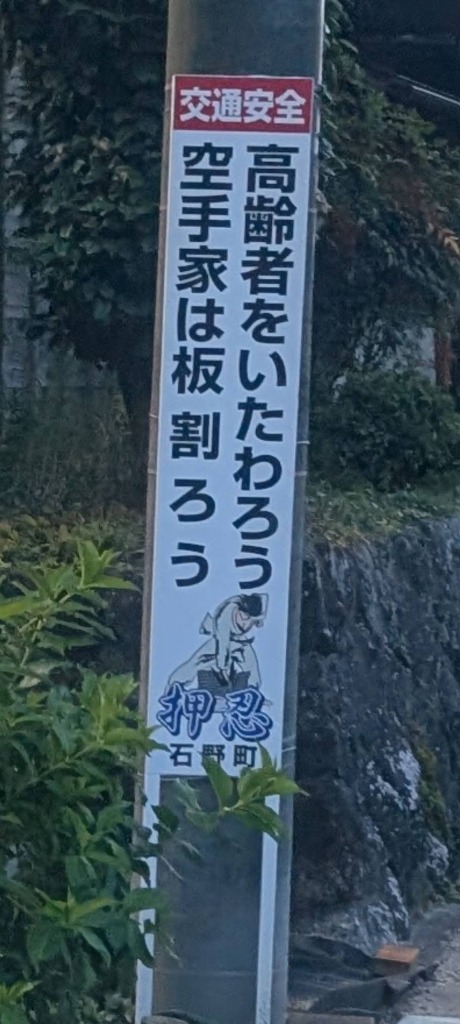 交通安全
高齢者をいたわろう
空手家は板割ろう
押忍
石野町